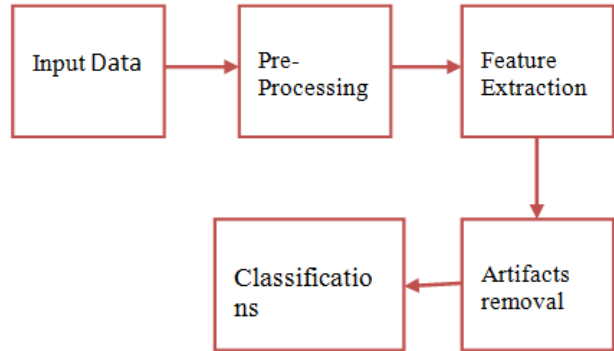 Input Data
Pre-
Processing
Feature
Extraction
Classificatio
ns
Artifacts
removal